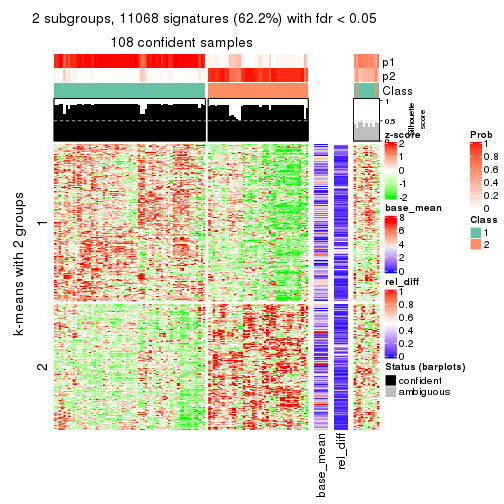 2 subgroups, 11068 signatures (62.2%) with fdr < 0.05
108 confident samples
p1
p2
Class
1
0.5
Silhouette
score
k-means with 2 groups
1
2
z-score
2
1
0
-1
-2
base_mean
8
6
4
2
0
rel_diff
1
0.8
0.6
0.4
0.2
0
Status (barplots)
confident
ambiguous
Prob
1
0.8
0.6
0.4
0.2
0
Class
1
2
base_mean
rel_diff